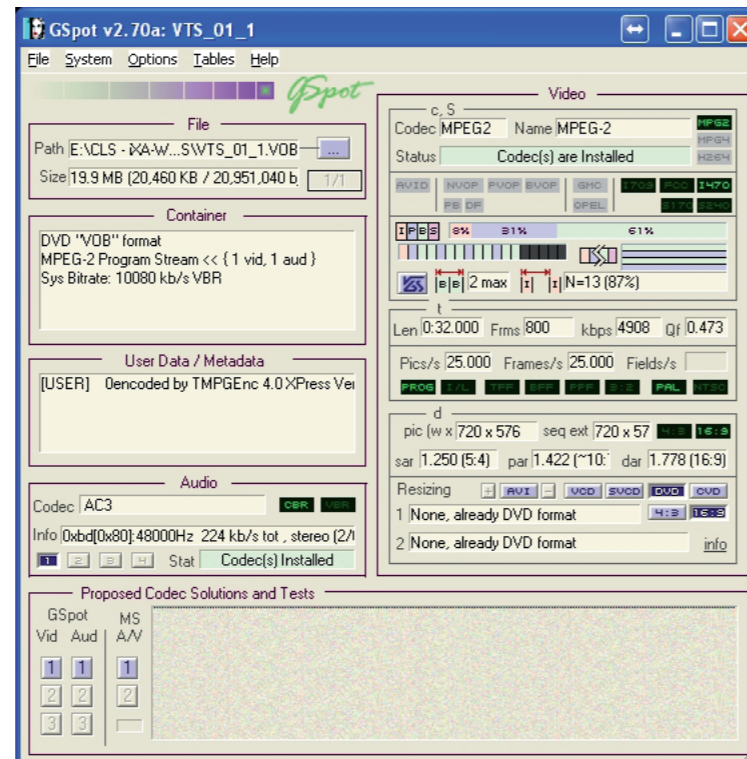 GSpot v2.70a: VTS_01_1
File System Options Tables Help
GSpot
File
Path E:\CLS - iXA-W...S\VTS_01_1.VOB ...
Size 19.9 MB (20,460 KB / 20,951,040 b 1/1
Container
DVD "VOB" format
MPEG-2 Program Stream << { 1 vid, 1 aud }
Sys Bitrate: 10080 kb/s VBR
User Data / Metadata
[USER] 0encoded by TMPGEnc 4.0 XPress Ver
Audio
Codec AC3 CBR VBR
Info 0xbd[0x80]:48000Hz 224 kb/s tot , stereo (2/
1 2 3 4 Stat Codec(s) Installed
Video
c, S
Codec MPEG2 Name MPEG-2 MPG2
MPG4
Status Codec(s) are Installed H264
AVID NVOP PVOP BVOP GMC I709 FCC I470
PB DF QPEL S170 S240
I P B S 8% 31% 61%
B B 2 max I I N=13 (87%)
t
Len 0:32.000 Frms 800 kbps 4908 Qf 0.473
Pics/s 25.000 Frames/s 25.000 Fields/s
PROG I/L TFF BFF PFF 3:2 PAL NTSC
d
pic (w x 720 x 576 seq ext 720 x 57 4:3 16:9
sar 1.250 (5:4) par 1.422 (~10: dar 1.778 (16:9)
Resizing + AVI - VCD SVCD DVD CVD
1 None, already DVD format 4:3 16:9
2 None, already DVD format info
Proposed Codec Solutions and Tests
GSpot MS
Vid Aud A/V
1 1 1
2 2 2
3 3